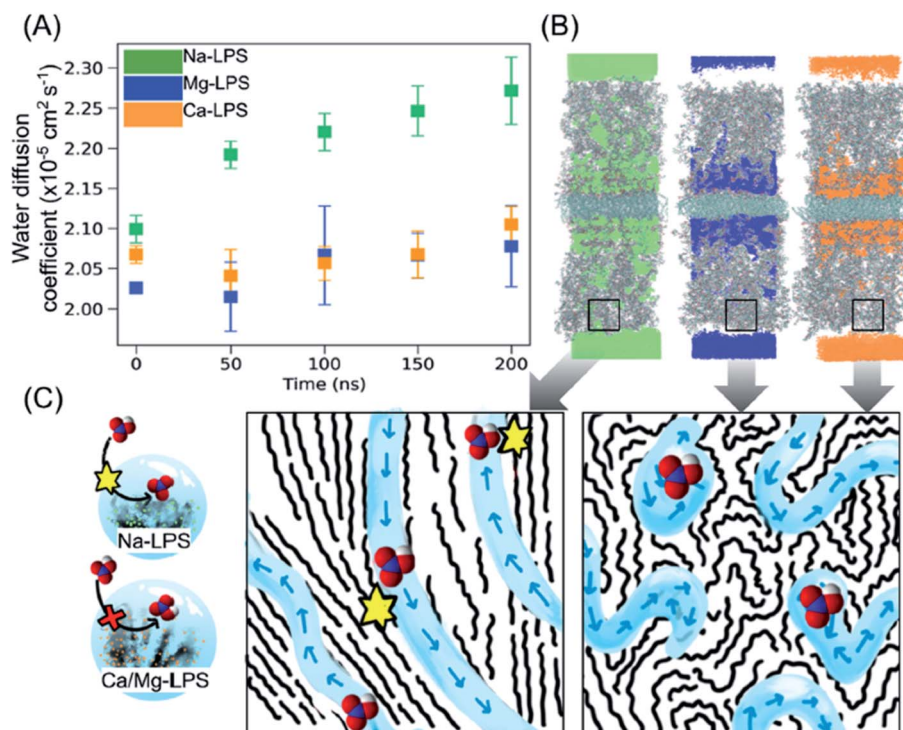 (A)
Na-LPS
Mg-LPS
Ca-LPS
Water diffusion
coefficient (x10⁻⁵ cm² s⁻¹)
2.30
2.25
2.20
2.15
2.10
2.05
2.00
0 50 100 150 200
Time (ns)
(B)
(C)
Na-LPS
Ca/Mg-LPS